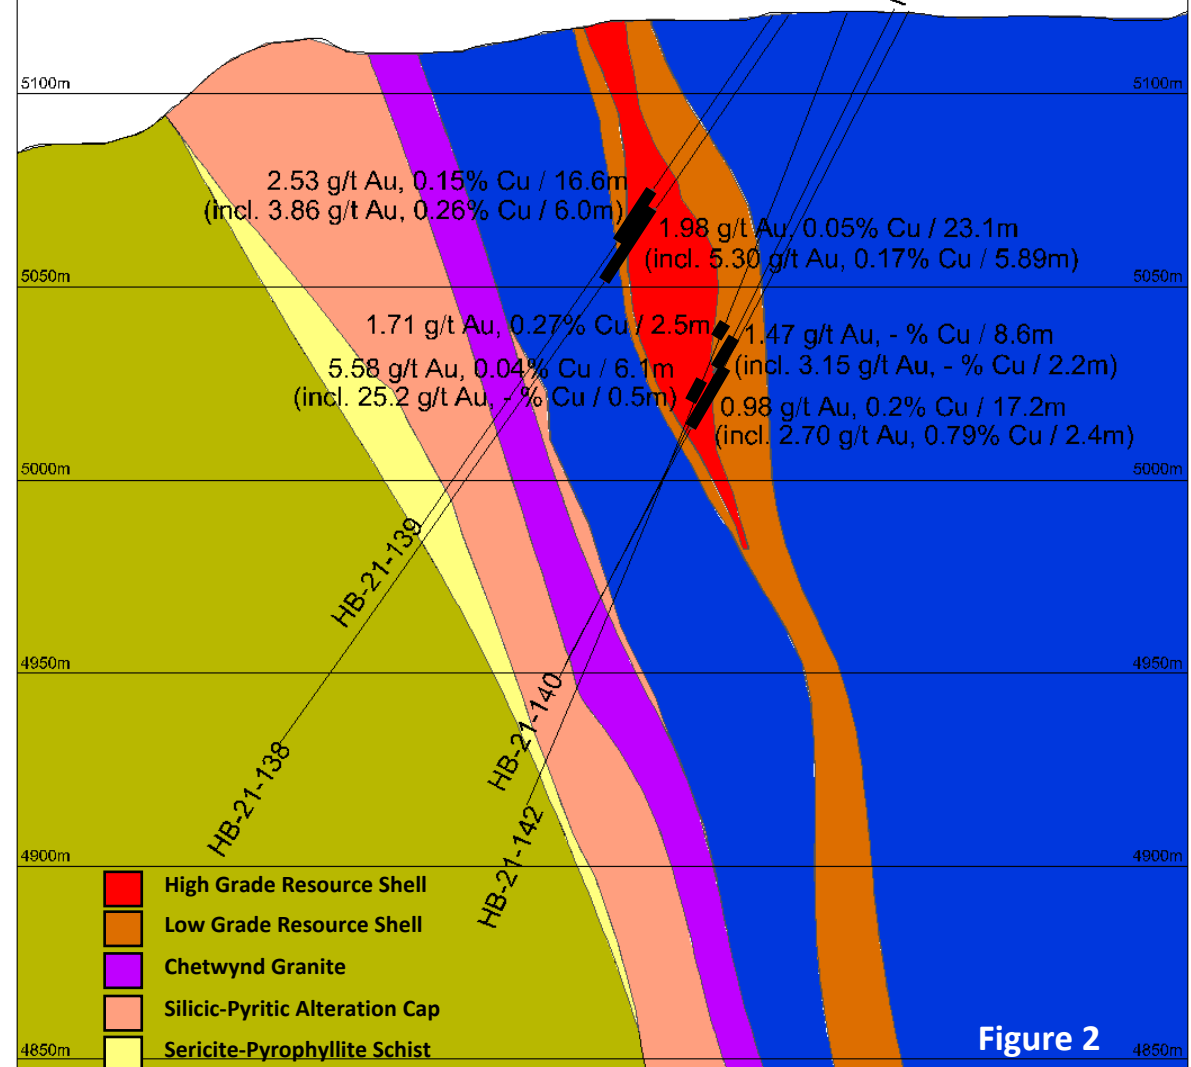 5100m
5100m
2.53 g/t Au, 0.15% Cu / 16.6m
(incl. 3.86 g/t Au, 0.26% Cu / 6.0m)
1.98 g/t Au, 0.05% Cu / 23.1m
(incl. 5.30 g/t Au, 0.17% Cu / 5.89m)
5050m
5050m
1.71 g/t Au, 0.27% Cu / 2.5m
1.47 g/t Au, - % Cu / 8.6m
(incl. 3.15 g/t Au, - % Cu / 2.2m)
5.58 g/t Au, 0.04% Cu / 6.1m
(incl. 25.2 g/t Au, - % Cu / 0.5m)
0.98 g/t Au, 0.2% Cu / 17.2m
(incl. 2.70 g/t Au, 0.79% Cu / 2.4m)
5000m
5000m
HB-21-139
4950m
4950m
HB-21-140
HB-21-138
HB-21-142
4900m
4900m
High Grade Resource Shell
Low Grade Resource Shell
Chetwynd Granite
Silicic-Pyritic Alteration Cap
Sericite-Pyrophyllite Schist
Figure 2
4850m
4850m